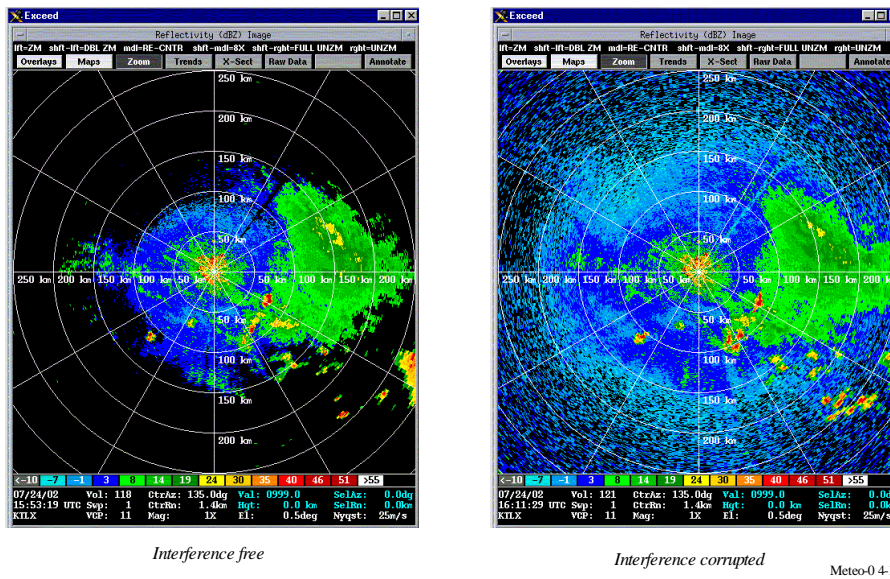 Exceed
Reflectivity (dBZ) Image
lft=ZM shft-lft=DBL ZM mdl=RE-CNTR shft-mdl=8X shft-rght=FULL UNZM rght=UNZM
Overlays Maps Zoom Trends X-Sect Raw Data Annotate
250 km
200 km
150 km
100 km
50 km
250 km 200 km 150 km 100 km 50 km 50 km 100 km 150 km 200 km 250 k
50 km
100 km
150 km
200 km
<-10 -7 -1 3 8 14 19 24 30 35 40 46 51 >55
07/24/02 Vol: 118 CtrAz: 135.0dg Val: 0999.0 SelAz: 0.0dg
15:53:19 UTC Swp: 1 CtrRn: 1.4km Hgt: 0.0 km SelRn: 0.0km
KTLX VCP: 11 Mag: 1X El: 0.5deg Nyqst: 25m/s
Interference free
Exceed
Reflectivity (dBZ) Image
lft=ZM shft-lft=DBL ZM mdl=RE-CNTR shft-mdl=8X shft-rght=FULL UNZM rght=UNZM
Overlays Maps Zoom Trends X-Sect Raw Data Annotate
250 km
200 km
150 km
100 km
50 km
250 km 200 km 150 km 100 km 50 km 50 km 100 km 150 km 200 km
50 km
100 km
150 km
200 km
<-10 -7 -1 3 8 14 19 24 30 35 40 46 51 >55
07/24/02 Vol: 121 CtrAz: 135.0dg Val: 0999.0 SelAz: 0.0d
16:11:29 UTC Swp: 1 CtrRn: 1.4km Hgt: 0.0 km SelRn: 0.0k
KTLX VCP: 11 Mag: 1X El: 0.5deg Nyqst: 25m/s
Interference corrupted
Meteo-0 4-